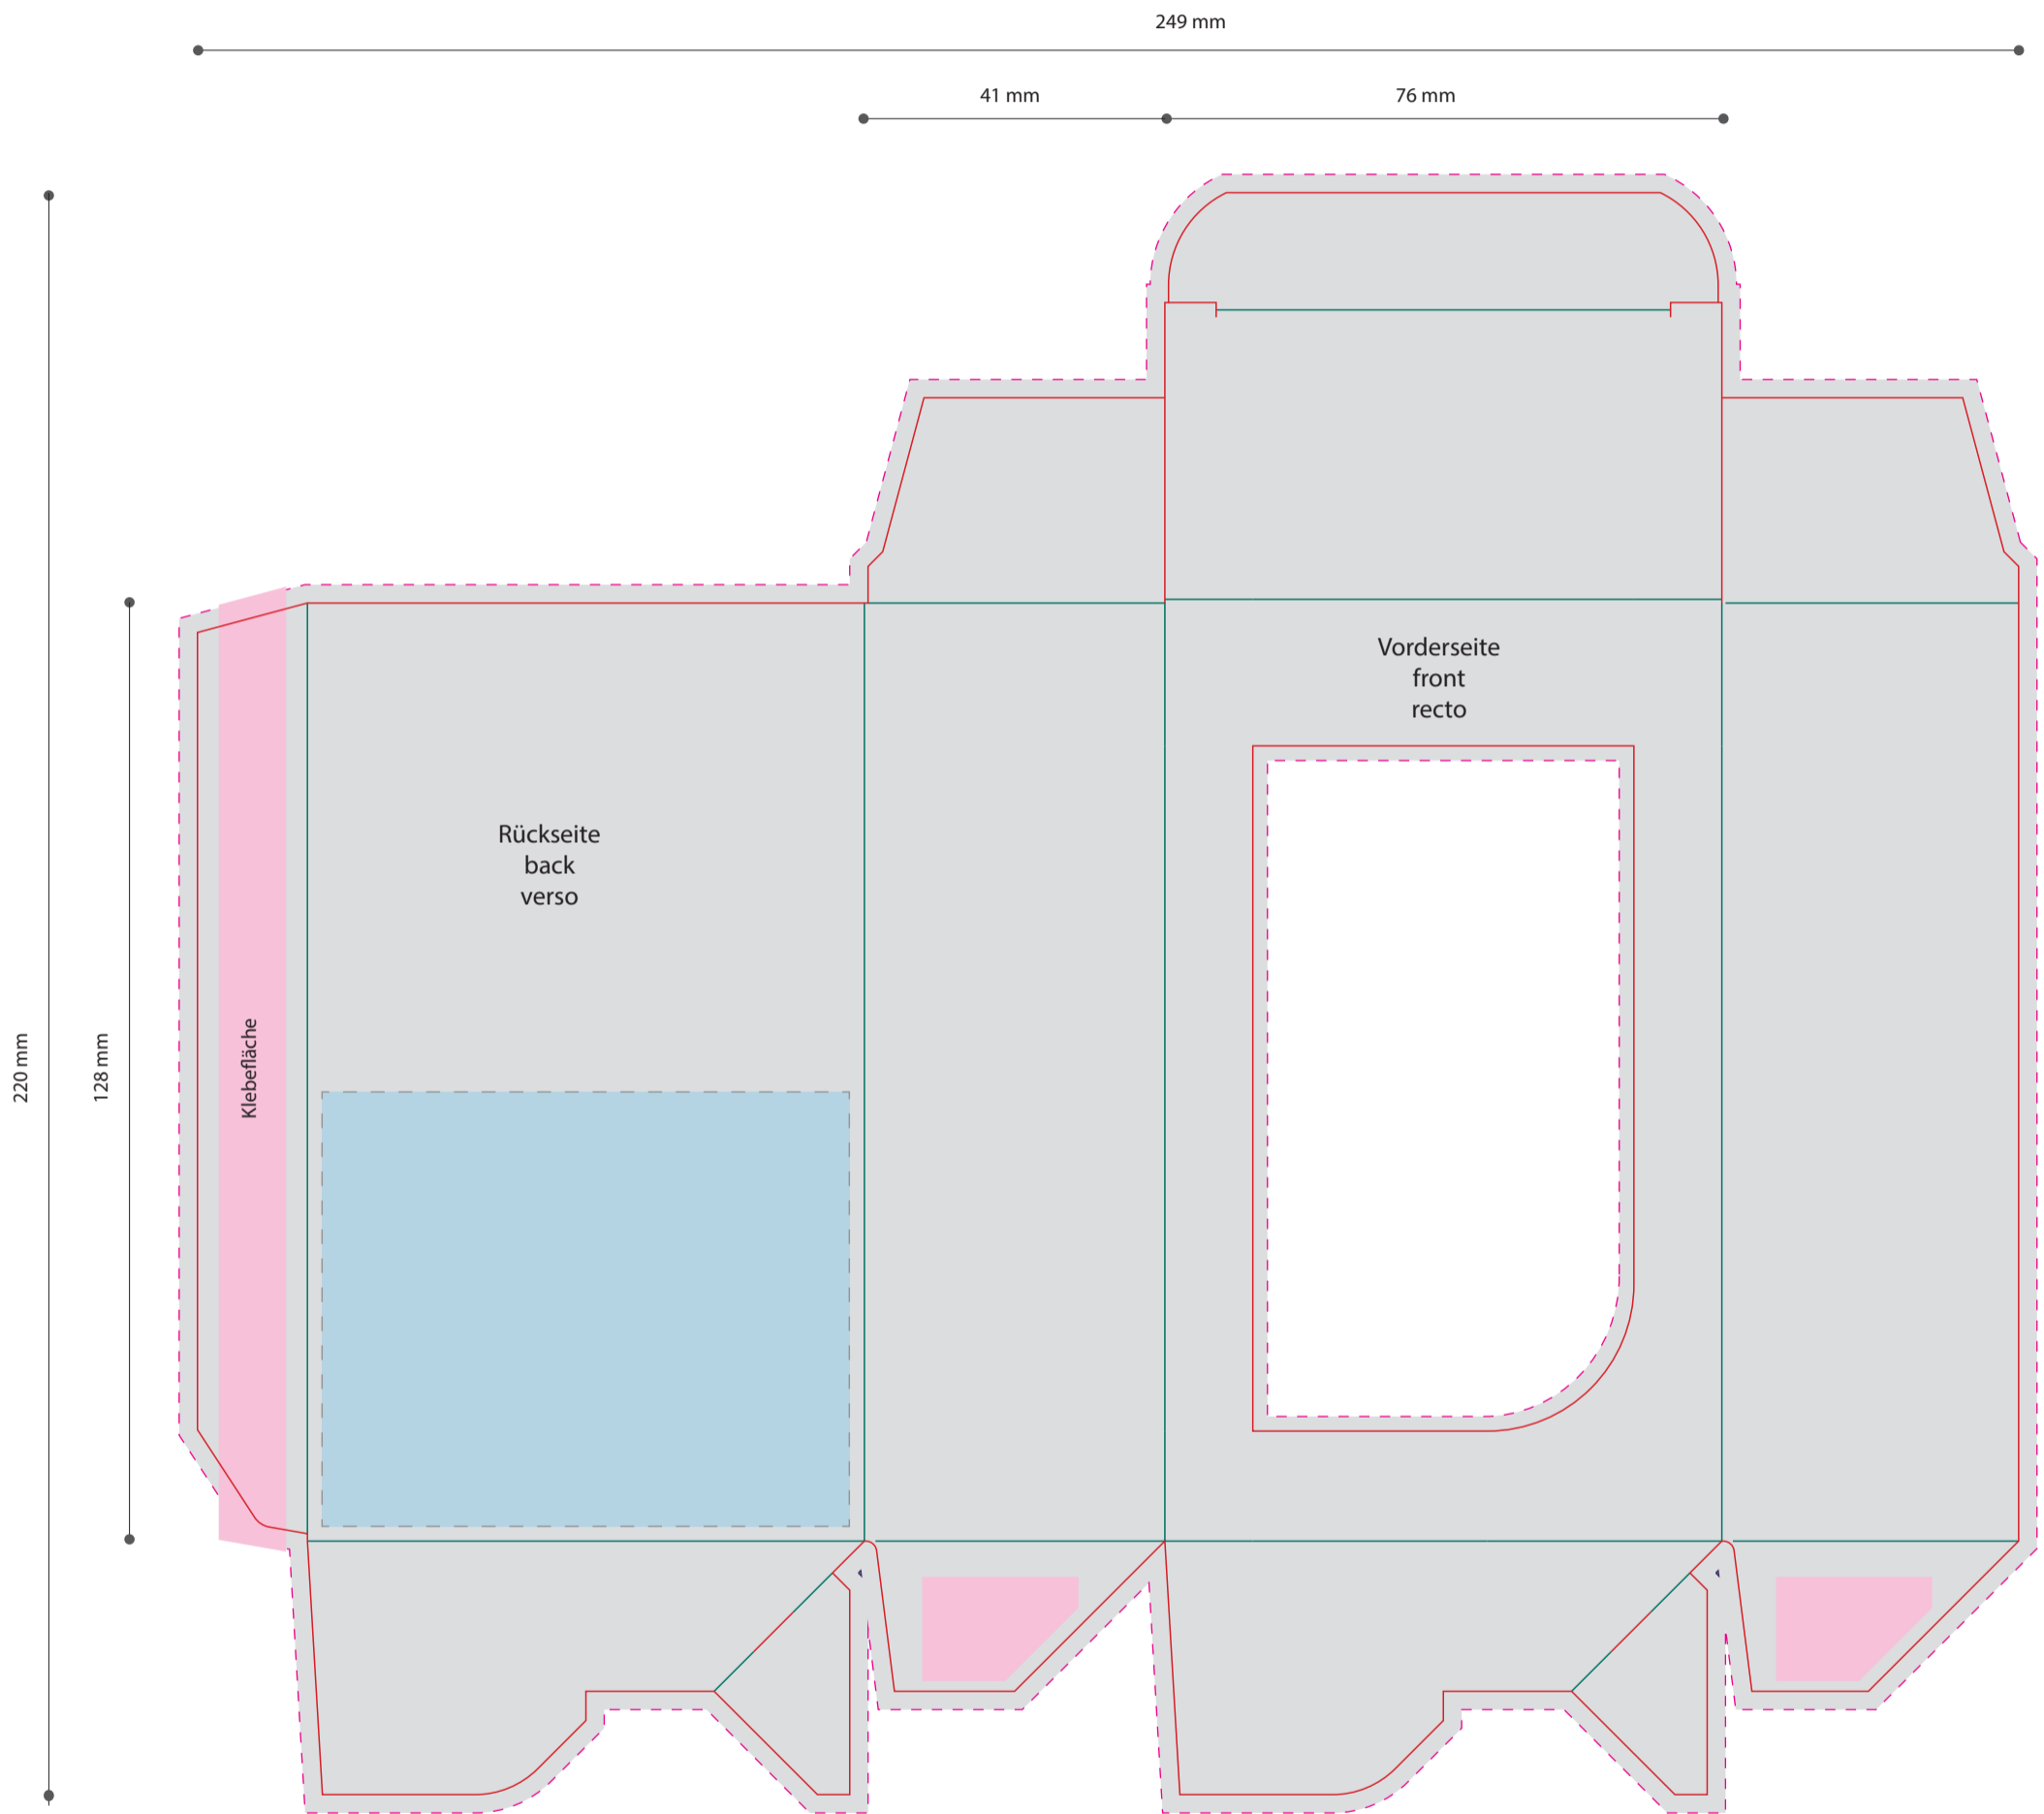 249 mm
41 mm
76 mm
Vorderseite
front
recto
Rückseite
back
verso
Klebefläche
128 mm
220 mm